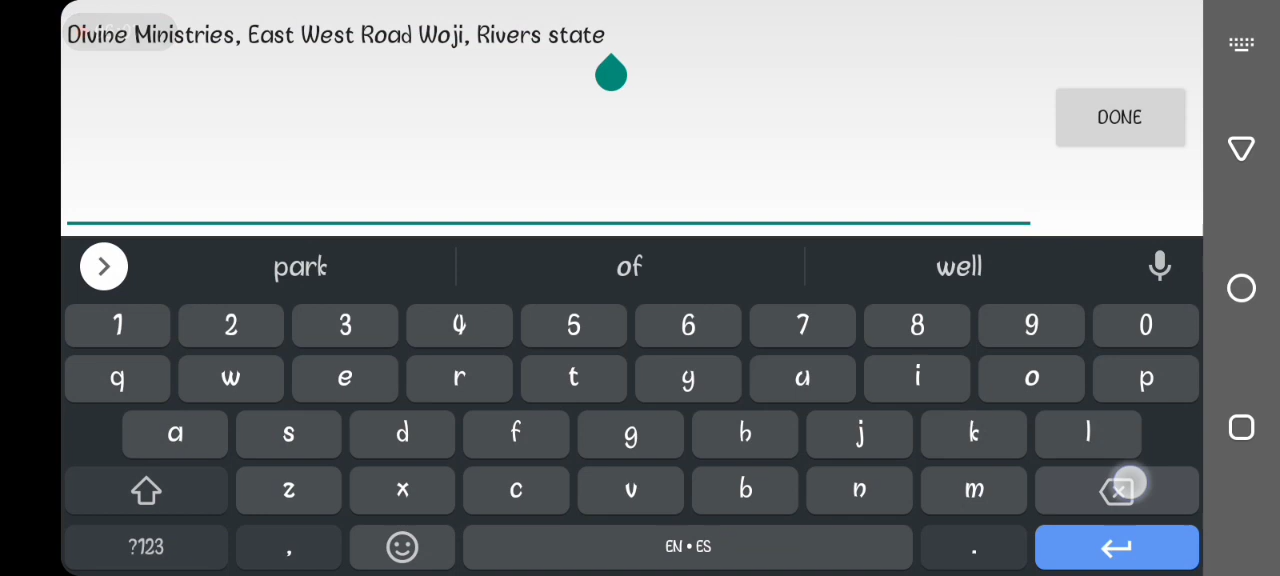 Divine Ministries, East West Road Woji, Rivers state
DONE
park of well
1 2 3 4 5 6 7 8 9 0
q w e r t y u i o p
a s d f g h j k l
z x c v b n m
?123 , EN • ES .